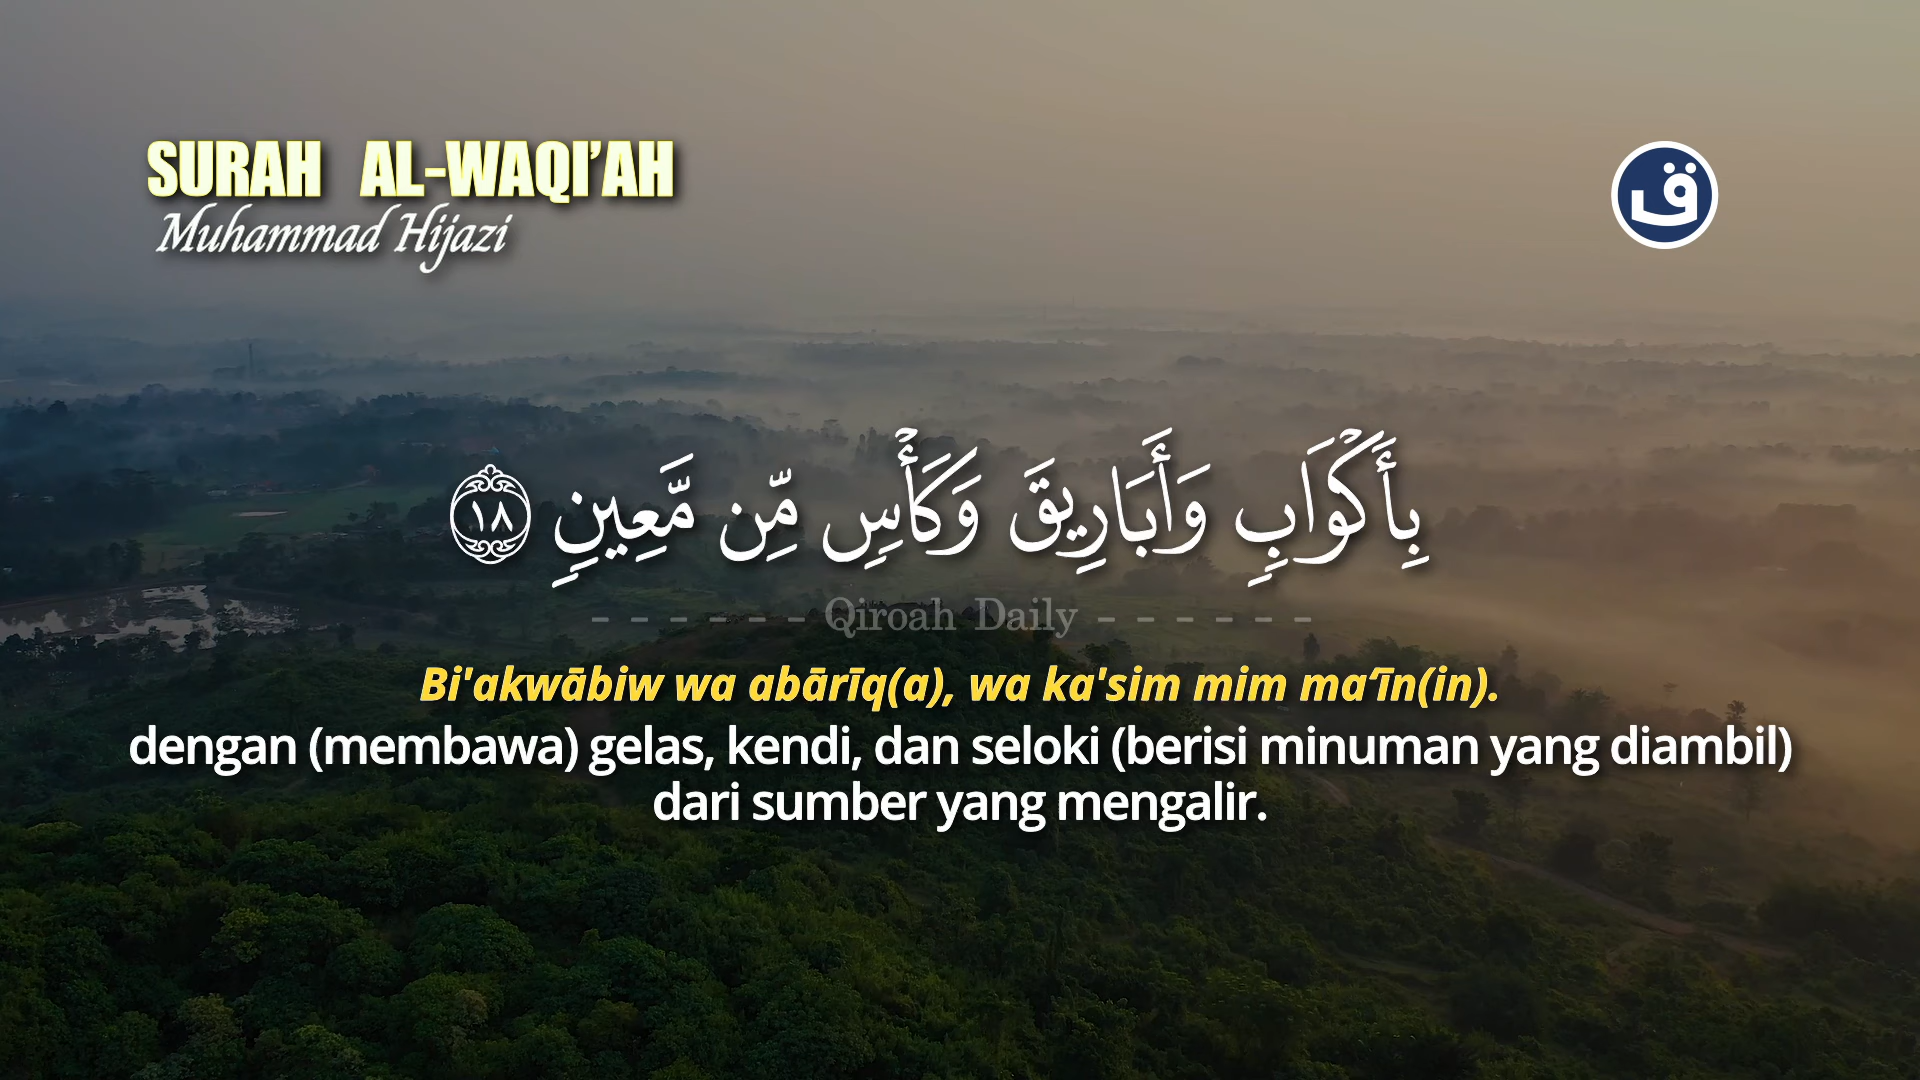 SURAH AL-WAQI’AH
Muhammad Hijazi
ق
بِأَكْوَابٍ وَأَبَارِيقَ وَكَأْسٍ مِّن مَّعِينٍ ١٨
- - - - - - Qiroah Daily - - - - - -
Bi'akwābiw wa abārīq(a), wa ka'sim mim ma‘īn(in).
dengan (membawa) gelas, kendi, dan seloki (berisi minuman yang diambil)
dari sumber yang mengalir.